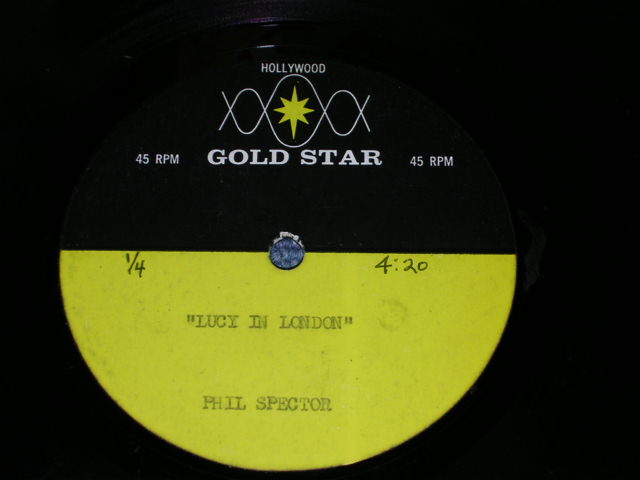 HOLLYWOOD
45 RPM GOLD STAR 45 RPM
1/4 4:20
"LUCY IN LONDON"
PHIL SPECTOR